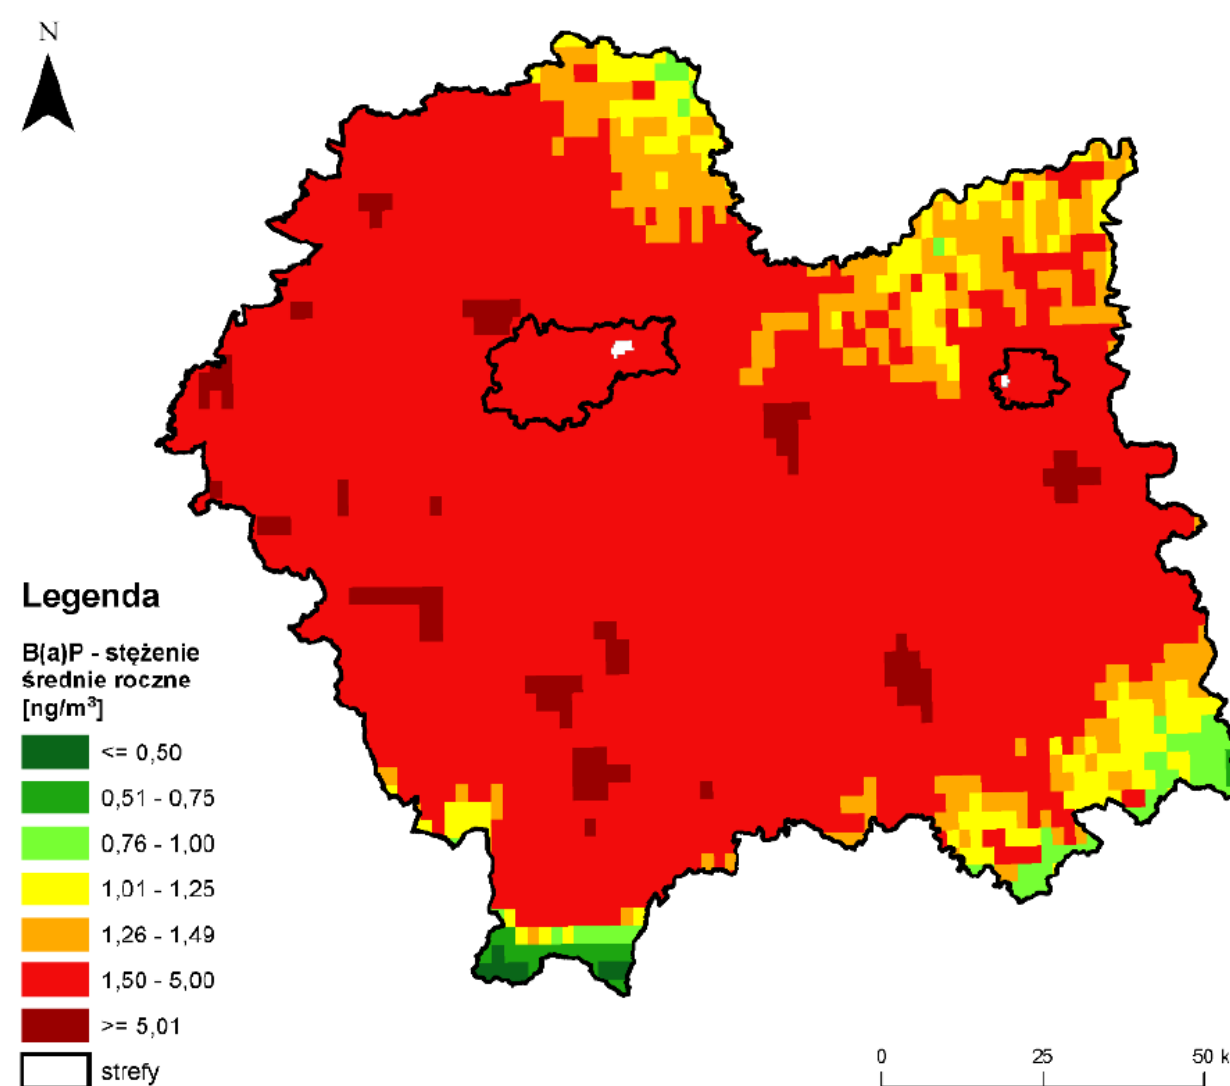 N
Legenda
B(a)P - stężenie
średnie roczne
[ng/m³]
<= 0,50
0,51 - 0,75
0,76 - 1,00
1,01 - 1,25
1,26 - 1,49
1,50 - 5,00
>= 5,01
strefy
0 25 50 k